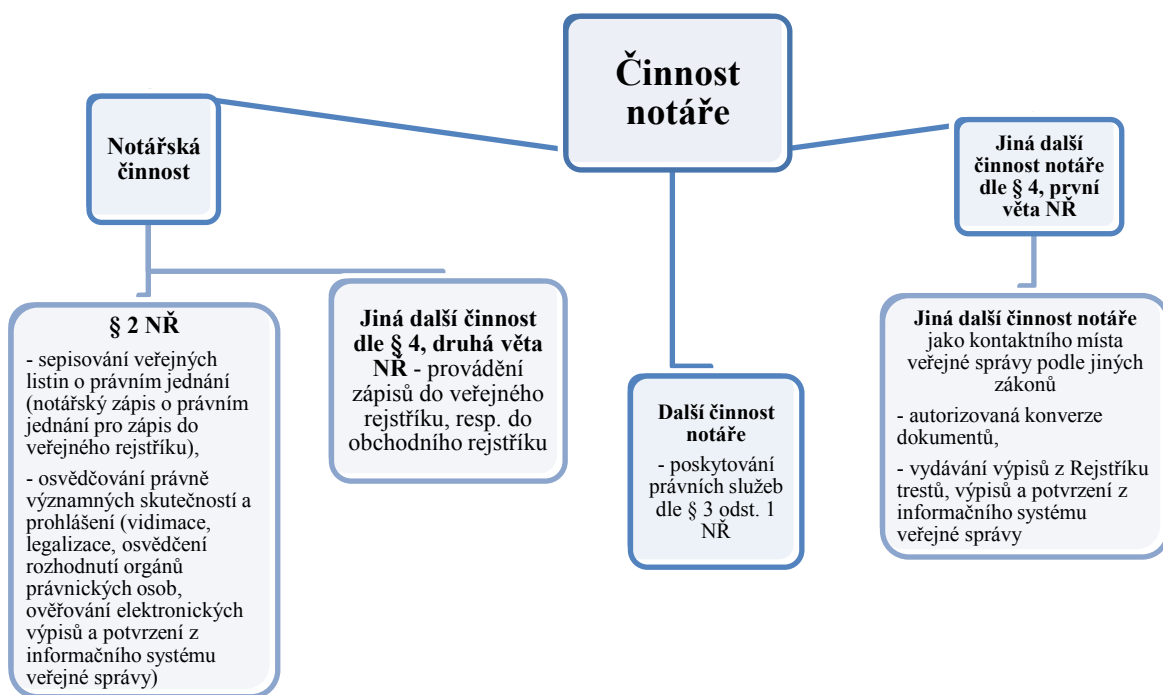 Činnost
notáře
Notářská
činnost
Jiná další
činnost notáře
dle § 4, první
věta NŘ
§ 2 NŘ
- sepisování veřejných
listin o právním jednání
(notářský zápis o právním
jednání pro zápis do
veřejného rejstříku),
- osvědčování právně
významných skutečností a
prohlášení (vidimace,
legalizace, osvědčení
rozhodnutí orgánů
právnických osob,
ověřování elektronických
výpisů a potvrzení z
informačního systému
veřejné správy)
Jiná další činnost
dle § 4, druhá věta
NŘ - provádění
zápisů do veřejného
rejstříku, resp. do
obchodního rejstříku
Další činnost
notáře
- poskytování
právních služeb
dle § 3 odst. 1
NŘ
Jiná další činnost notáře
jako kontaktního místa
veřejné správy podle jiných
zákonů
- autorizovaná konverze
dokumentů,
- vydávání výpisů z Rejstříku
trestů, výpisů a potvrzení z
informačního systému
veřejné správy